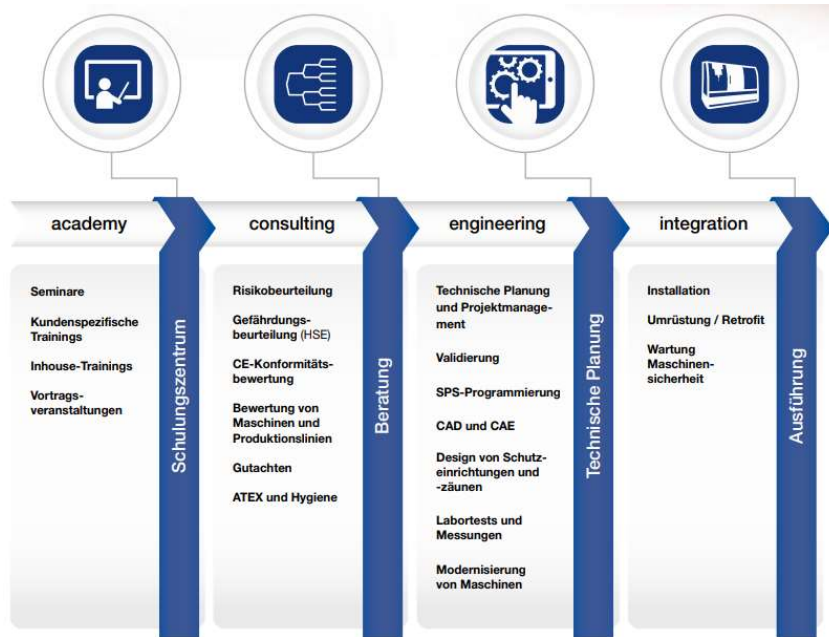 academy
Seminare
Kundenspezifische
Trainings
Inhouse-Trainings
Vortrags-
veranstaltungen
Schulungszentrum
consulting
Risikobeurteilung
Gefährdungs-
beurteilung (HSE)
CE-Konformitäts-
bewertung
Bewertung von
Maschinen und
Produktionslinien
Gutachten
ATEX und Hygiene
Beratung
engineering
Technische Planung
und Projektmanage-
ment
Validierung
SPS-Programmierung
CAD und CAE
Design von Schutz-
einrichtungen und
-zäunen
Labortests und
Messungen
Modernisierung
von Maschinen
Technische Planung
integration
Installation
Umrüstung / Retrofit
Wartung
Maschinen-
sicherheit
Ausführung